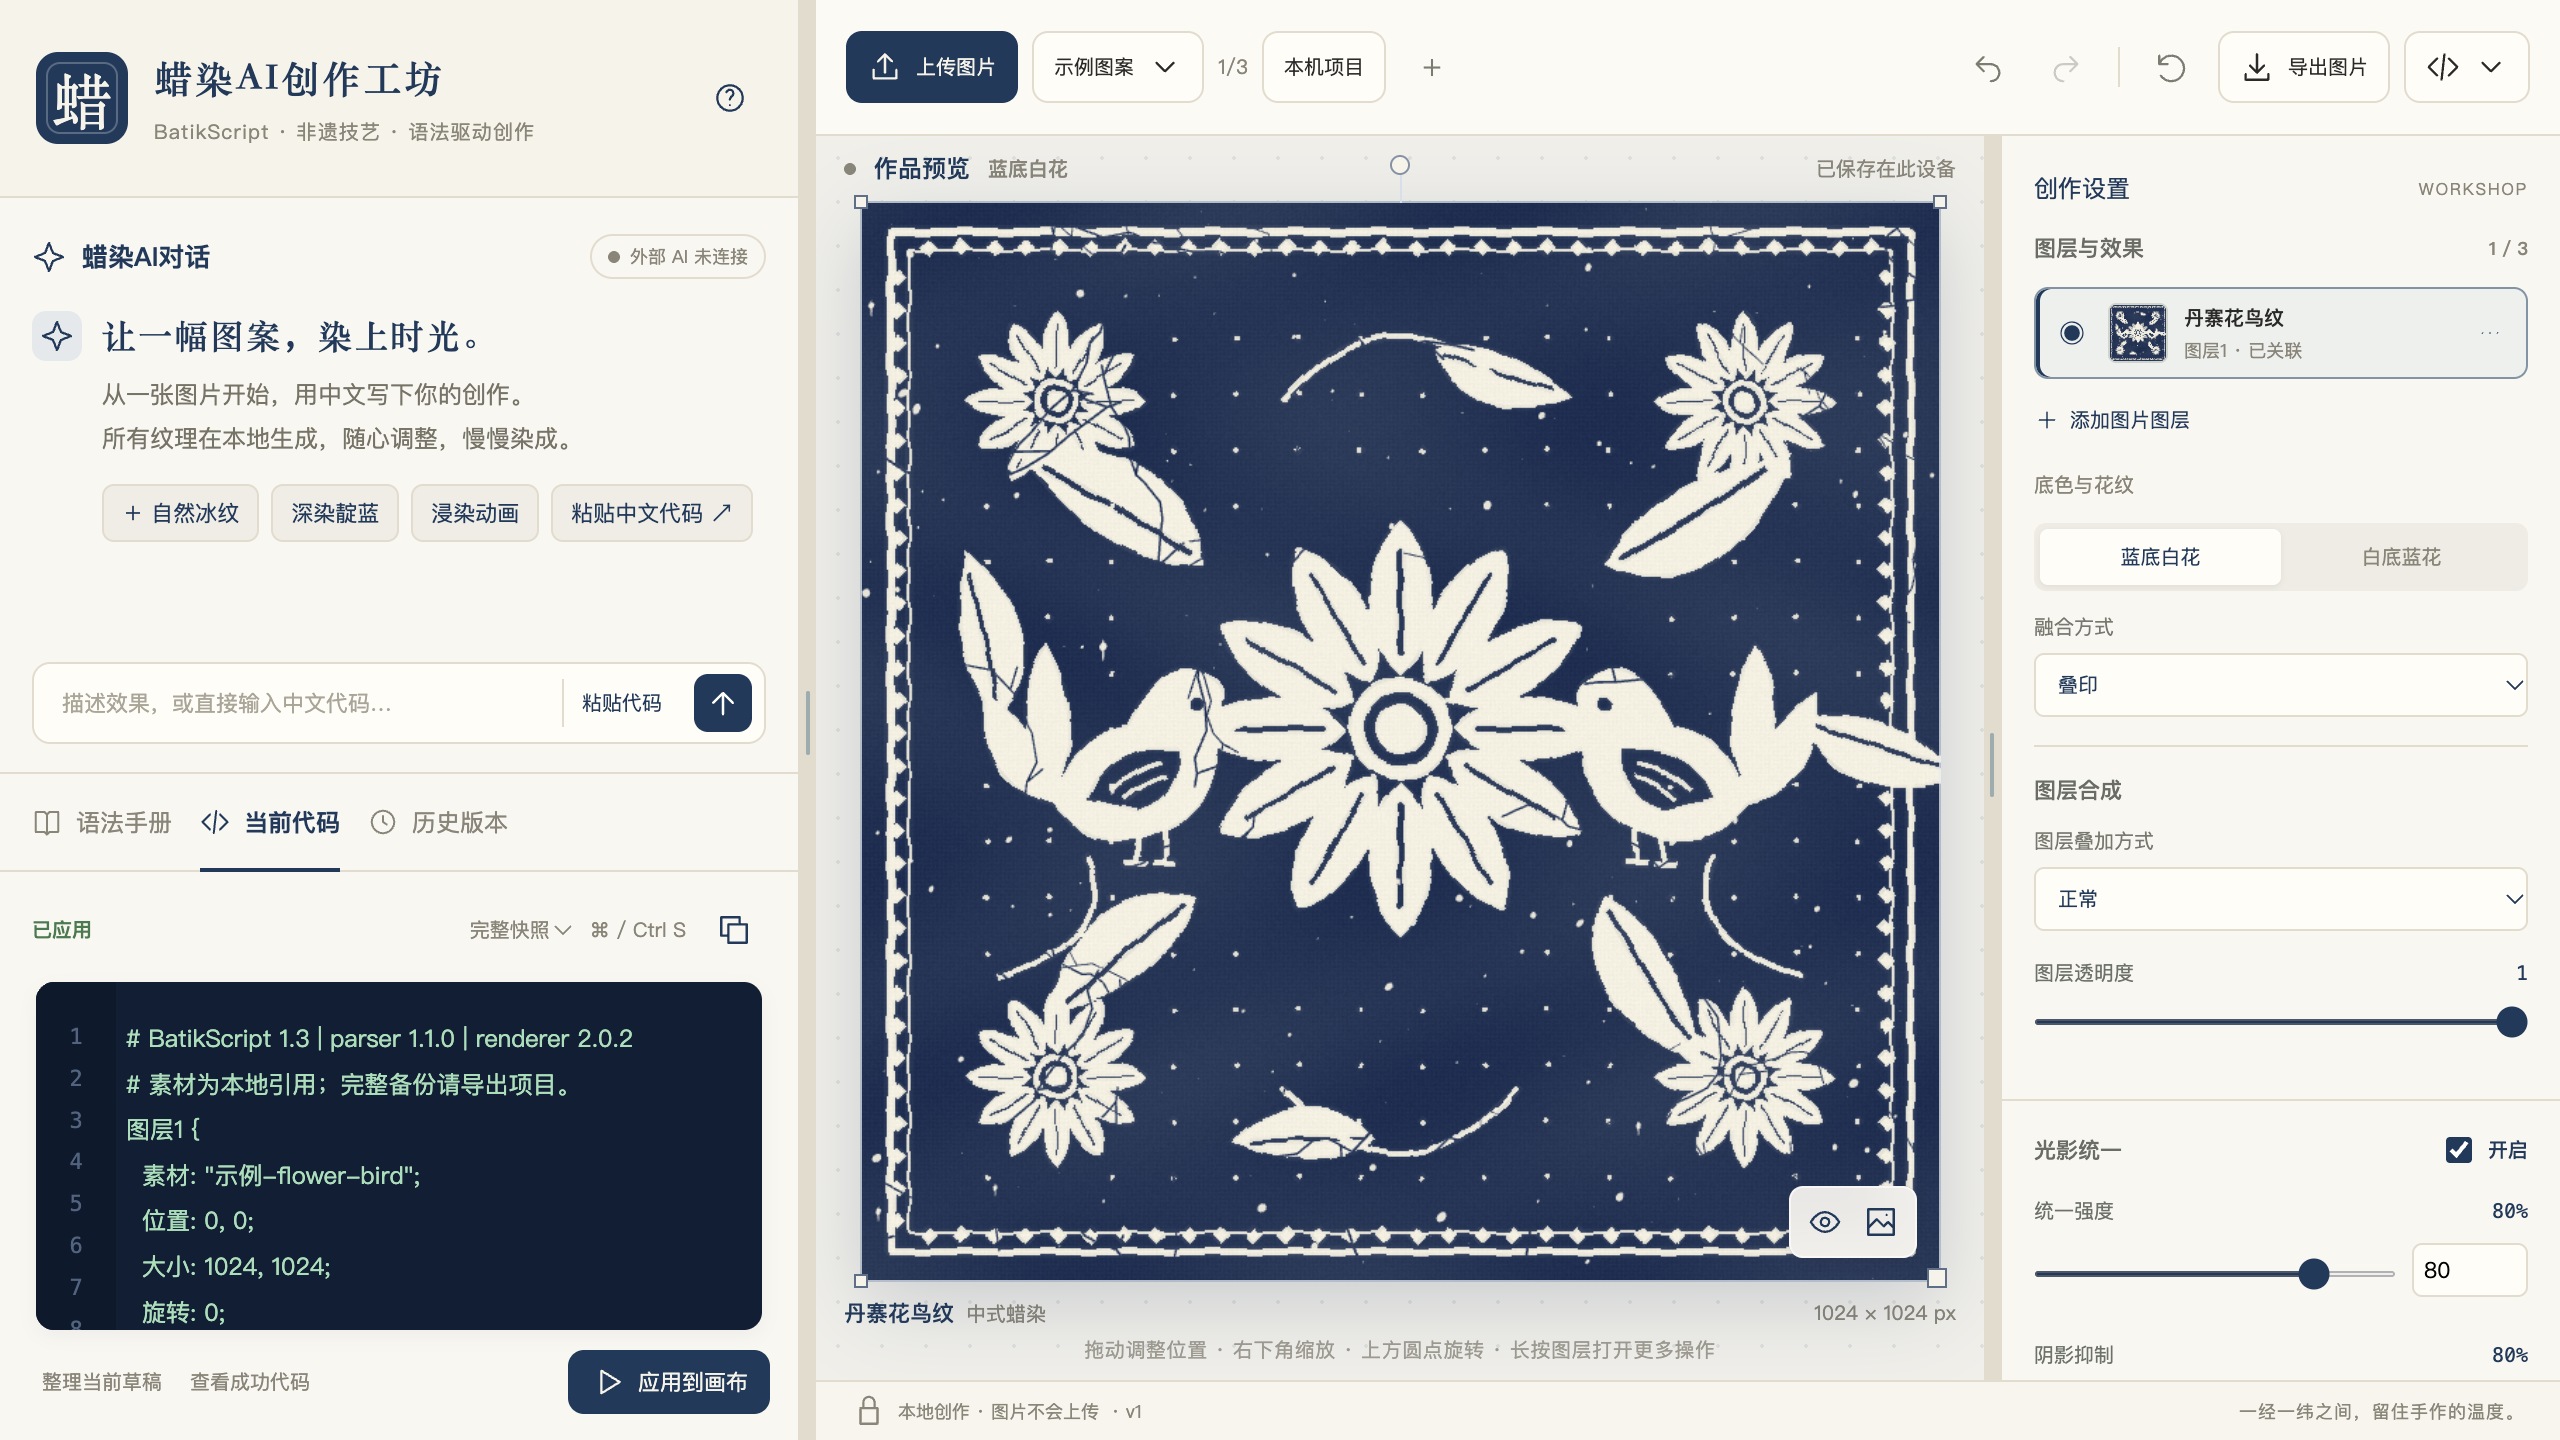 蜡
蜡染AI创作工坊
BatikScript · 非遗技艺 · 语法驱动创作
蜡染AI对话
外部 AI 未连接
让一幅图案，染上时光。
从一张图片开始，用中文写下你的创作。
所有纹理在本地生成，随心调整，慢慢染成。
+ 自然冰纹
深染靛蓝
浸染动画
粘贴中文代码 ↗
描述效果，或直接输入中文代码...
粘贴代码
语法手册
当前代码
历史版本
已应用
完整快照
⌘ / Ctrl S
1 # BatikScript 1.3 | parser 1.1.0 | renderer 2.0.2
2 # 素材为本地引用；完整备份请导出项目。
3 图层1 {
4 素材: "示例-flower-bird";
5 位置: 0, 0;
6 大小: 1024, 1024;
7 旋转: 0;
8
整理当前草稿
查看成功代码
应用到画布
上传图片
示例图案
1/3
本机项目
+
导出图片
作品预览
蓝底白花
已保存在此设备
丹寨花鸟纹
中式蜡染
1024 × 1024 px
拖动调整位置 · 右下角缩放 · 上方圆点旋转 · 长按图层打开更多操作
本地创作 · 图片不会上传 · v1
一经一纬之间，留住手作的温度。
创作设置
WORKSHOP
图层与效果
1 / 3
丹寨花鸟纹
图层1 · 已关联
...
+ 添加图片图层
底色与花纹
蓝底白花
白底蓝花
融合方式
叠印
图层合成
图层叠加方式
正常
图层透明度
1
光影统一
开启
统一强度
80%
80
阴影抑制
80%